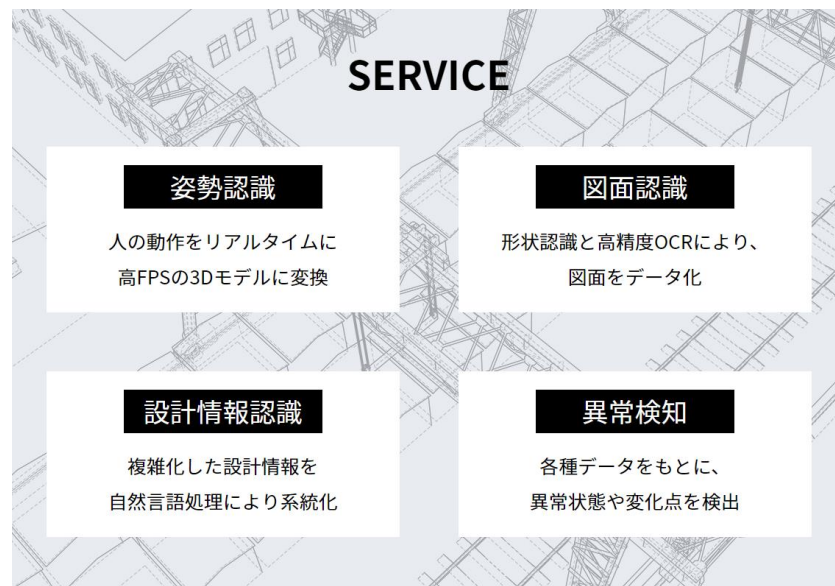 SERVICE
姿勢認識
人の動作をリアルタイムに
高FPSの3Dモデルに変換
図面認識
形状認識と高精度OCRにより、
図面をデータ化
設計情報認識
複雑化した設計情報を
自然言語処理により系統化
異常検知
各種データをもとに、
異常状態や変化点を検出